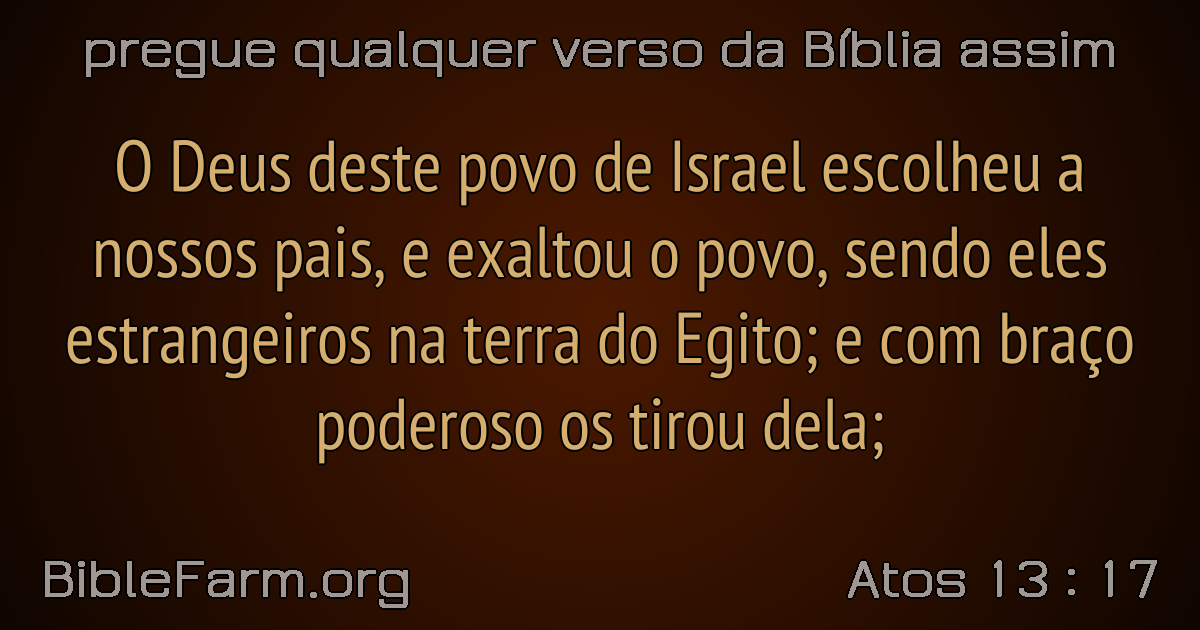 pregue qualquer verso da Bíblia assim
O Deus deste povo de Israel escolheu a
nossos pais, e exaltou o povo, sendo eles
estrangeiros na terra do Egito; e com braço
poderoso os tirou dela;
BibleFarm.org
Atos 13 : 17